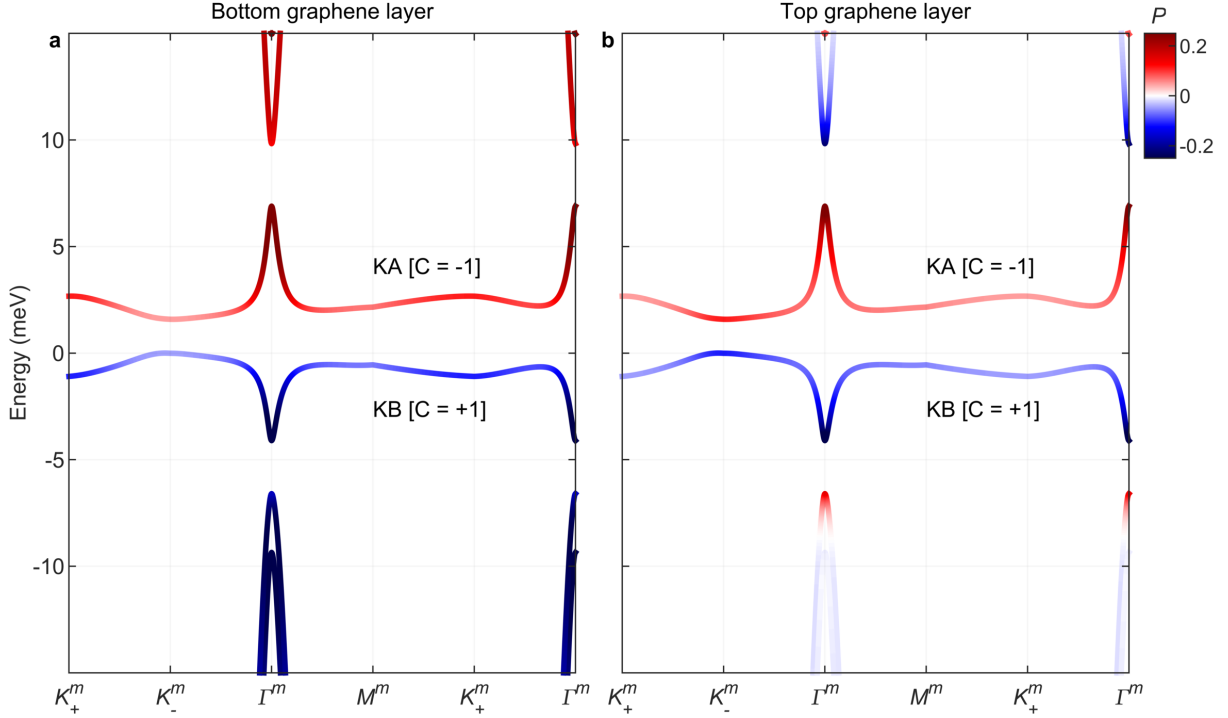 Bottom graphene layer
Top graphene layer
P
a
b
0.2
0
-0.2
10
5
0
-5
-10
Energy (meV)
KA [C = -1]
KB [C = +1]
KA [C = -1]
KB [C = +1]
K₊ᵐ K₋ᵐ Γᵐ Mᵐ K₊ᵐ Γᵐ
K₊ᵐ K₋ᵐ Γᵐ Mᵐ K₊ᵐ Γᵐ